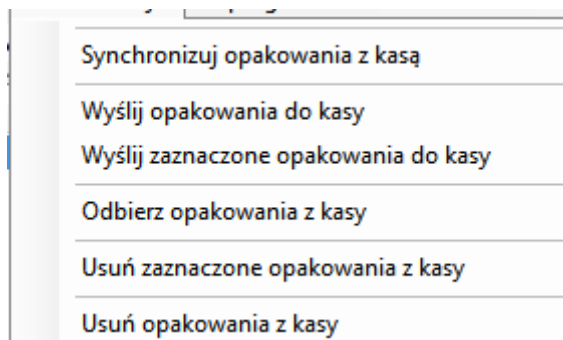 Synchronizuj opakowania z kasą
Wyślij opakowania do kasy
Wyślij zaznaczone opakowania do kasy
Odbierz opakowania z kasy
Usuń zaznaczone opakowania z kasy
Usuń opakowania z kasy